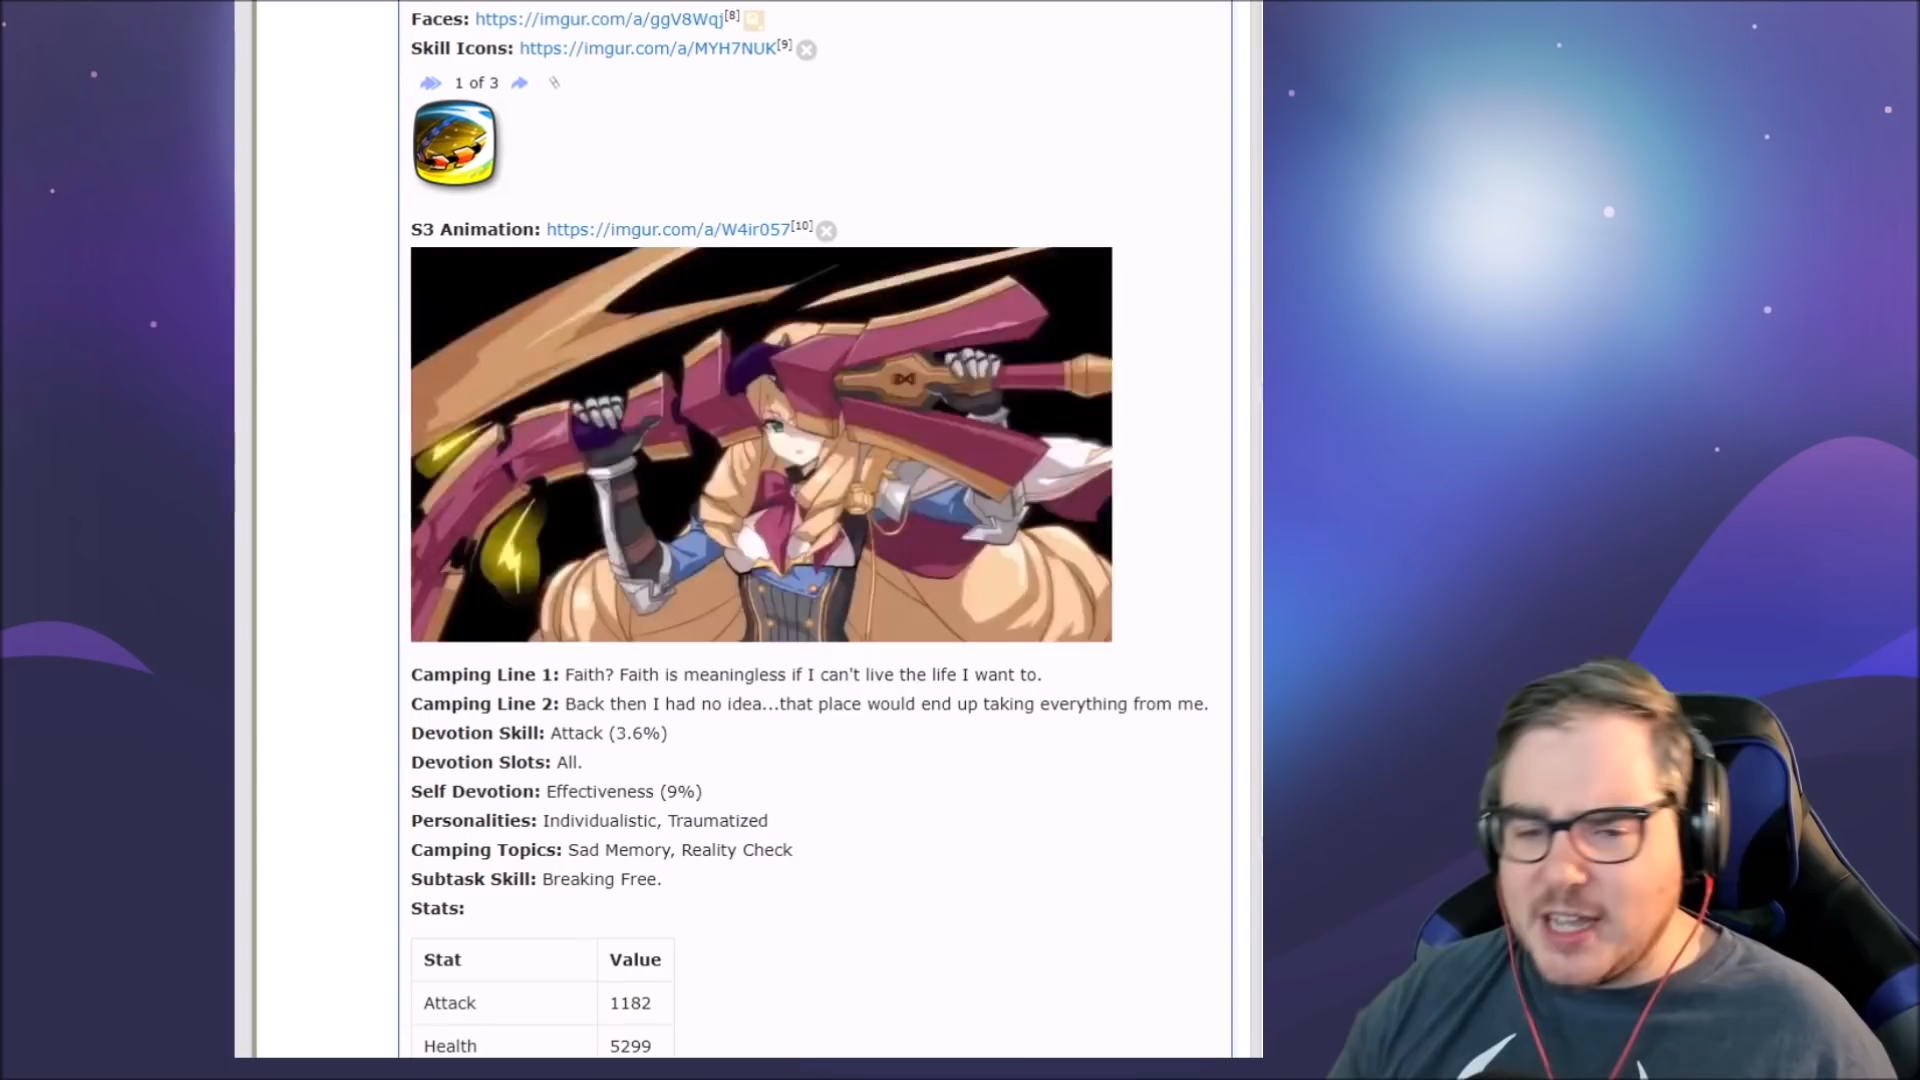 Faces: https://imgur.com/a/ggV8Wqj[8]
Skill Icons: https://imgur.com/a/MYH7NUK[9]
1 of 3
S3 Animation: https://imgur.com/a/W4ir057[10]
Camping Line 1: Faith? Faith is meaningless if I can't live the life I want to.
Camping Line 2: Back then I had no idea...that place would end up taking everything from me.
Devotion Skill: Attack (3.6%)
Devotion Slots: All.
Self Devotion: Effectiveness (9%)
Personalities: Individualistic, Traumatized
Camping Topics: Sad Memory, Reality Check
Subtask Skill: Breaking Free.
Stats:
Stat Value
Attack 1182
Health 5299